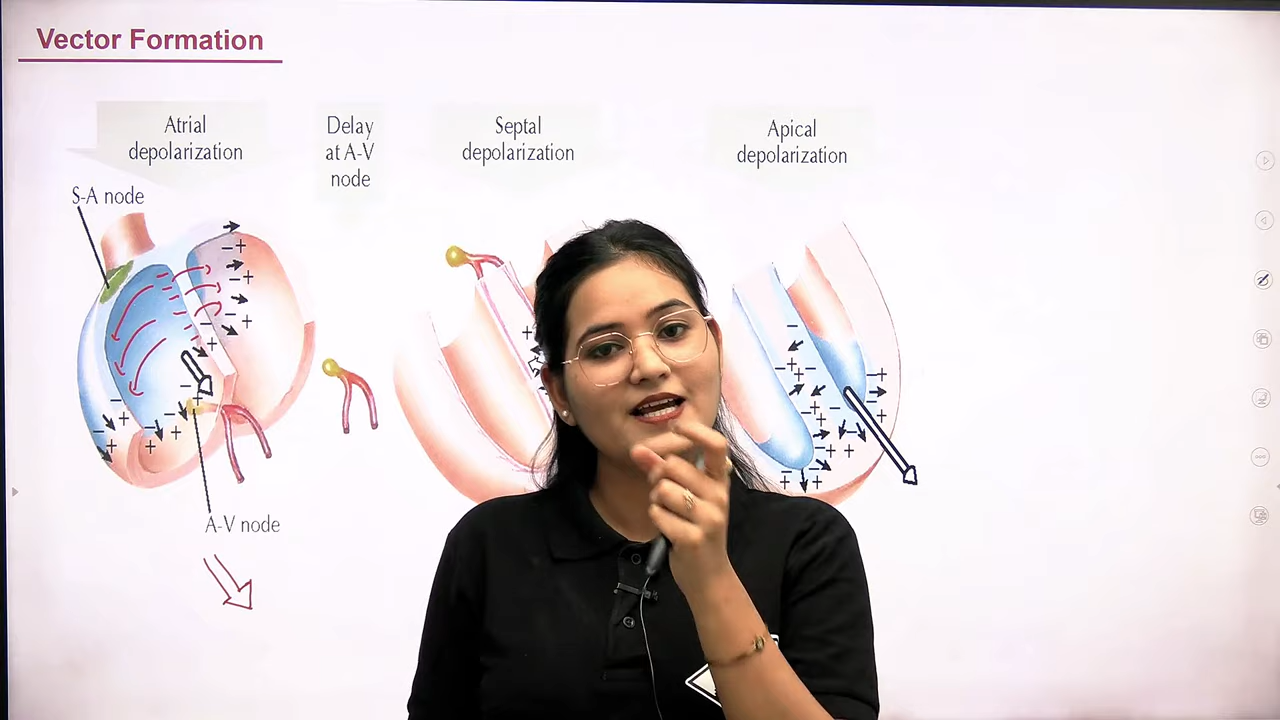 Vector Formation
Atrial
depolarization
Delay
at A-V
node
Septal
depolarization
Apical
depolarization
S-A node
A-V node